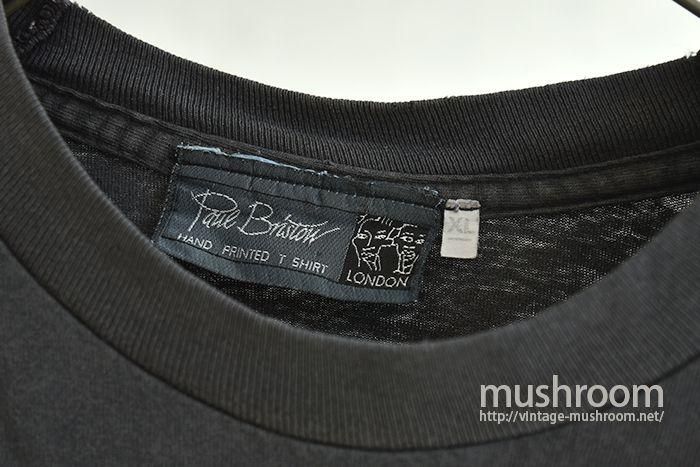 Paul Bristow
HAND PRINTED T SHIRT
LONDON
XL
mushroom
http://vintage-mushroom.net/